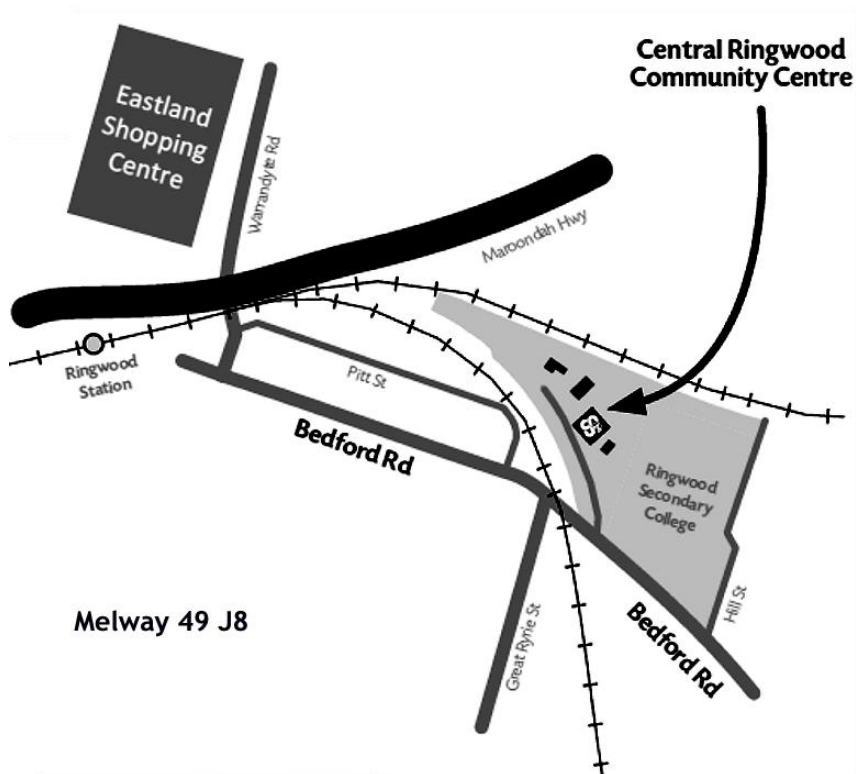 Central Ringwood
Community Centre
Eastland
Shopping
Centre
Warrandyte Rd
Maroondah Hwy
Ringwood
Station
Pitt St
Bedford Rd
Ringwood
Secondary
College
Great Ryrie St
Hill St
Bedford Rd
Melway 49 J8